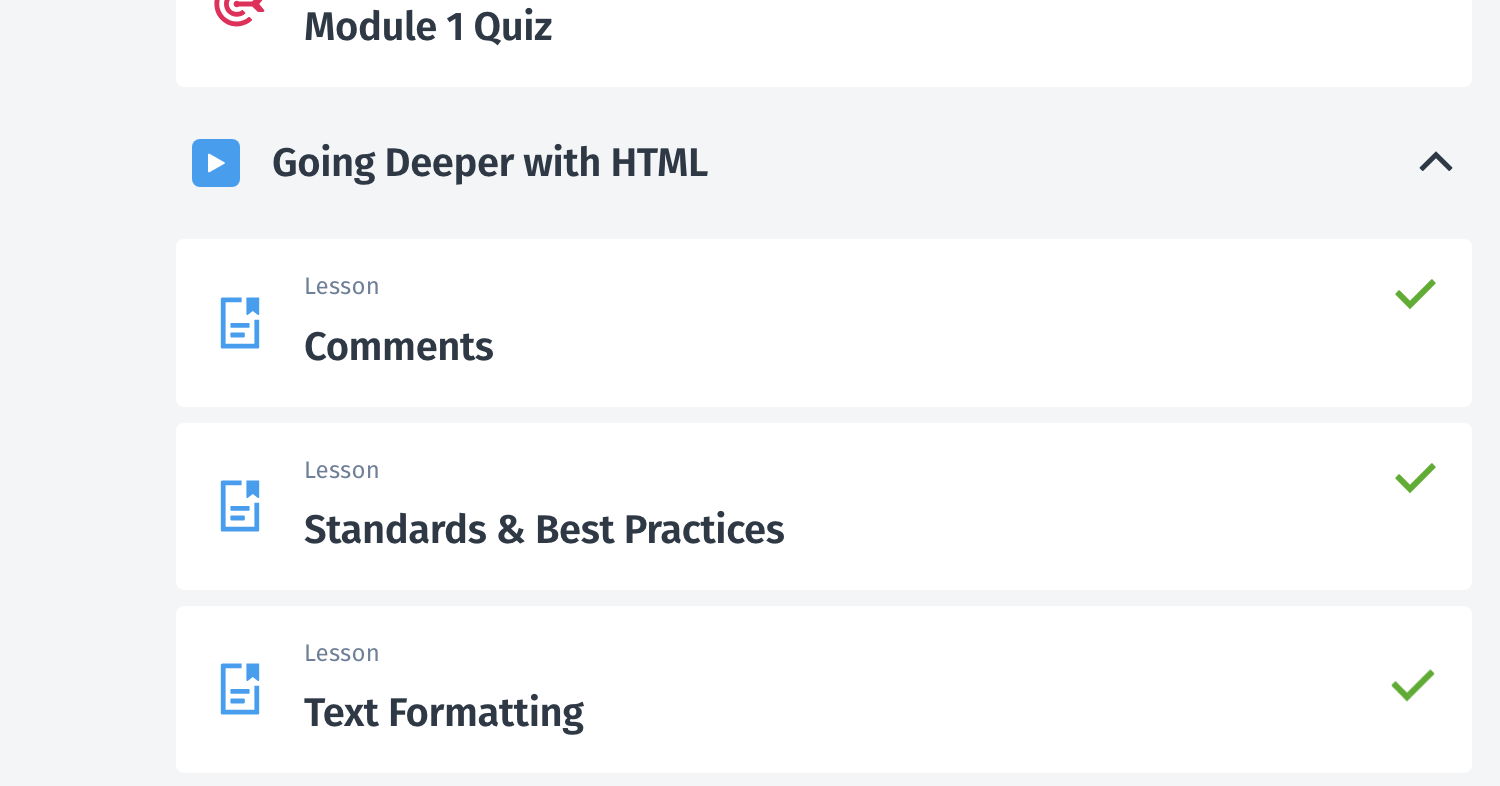 Module 1 Quiz
Going Deeper with HTML
Lesson
Comments
Lesson
Standards & Best Practices
Lesson
Text Formatting